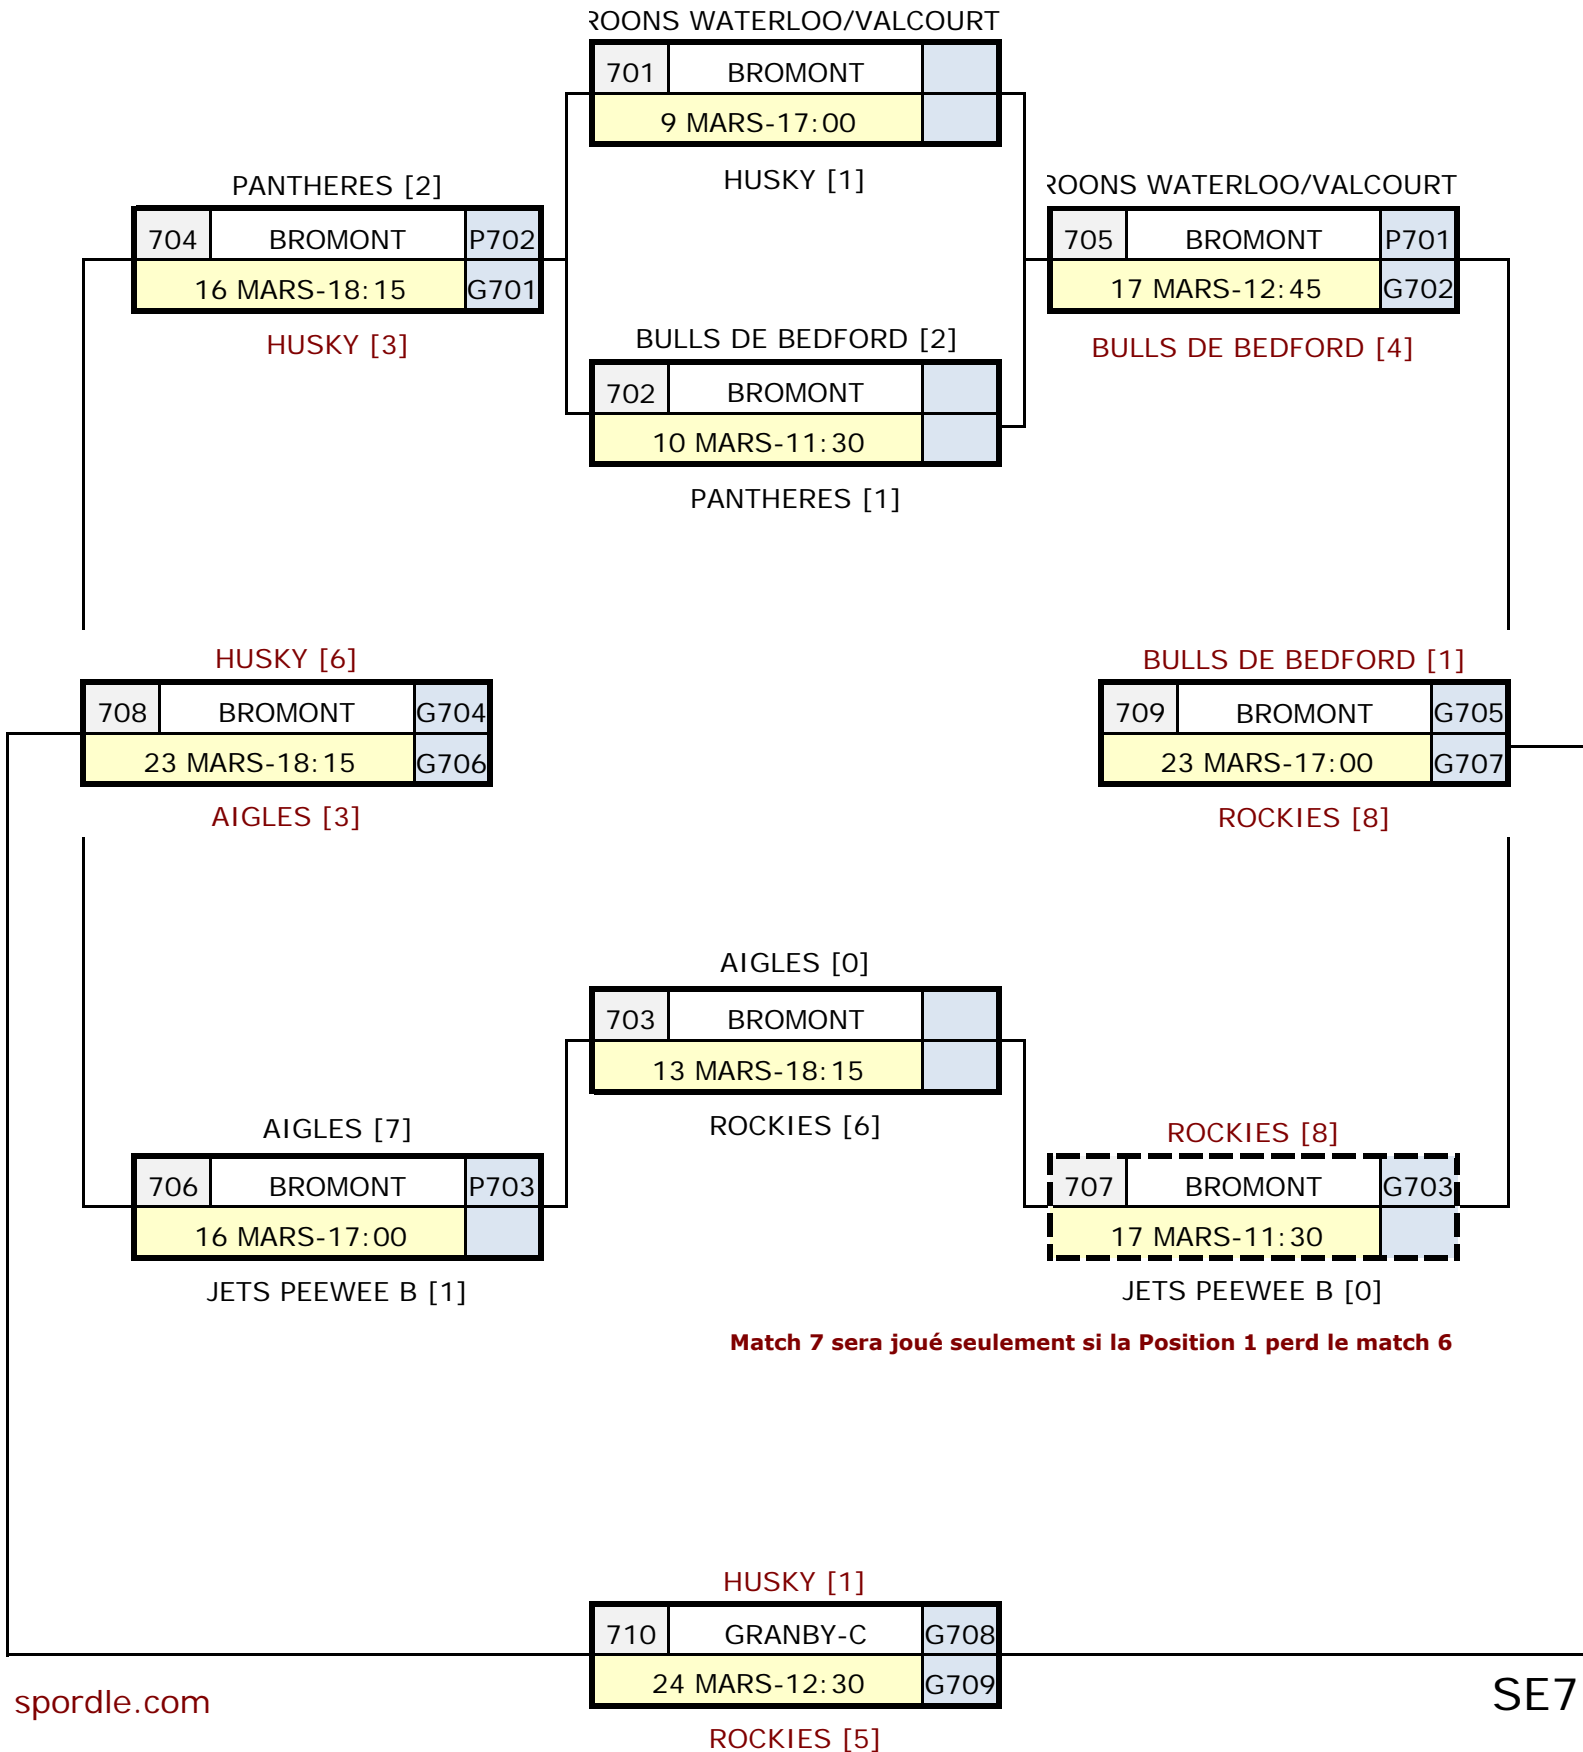 ROONS WATERLOO/VALCOURT
701 BROMONT
9 MARS-17:00
HUSKY [1]
PANTHERES [2]
704 BROMONT P702
16 MARS-18:15 G701
HUSKY [3]
ROONS WATERLOO/VALCOURT
705 BROMONT P701
17 MARS-12:45 G702
BULLS DE BEDFORD [4]
BULLS DE BEDFORD [2]
702 BROMONT
10 MARS-11:30
PANTHERES [1]
HUSKY [6]
708 BROMONT G704
23 MARS-18:15 G706
AIGLES [3]
BULLS DE BEDFORD [1]
709 BROMONT G705
23 MARS-17:00 G707
ROCKIES [8]
AIGLES [0]
703 BROMONT
13 MARS-18:15
ROCKIES [6]
AIGLES [7]
706 BROMONT P703
16 MARS-17:00
JETS PEEWEE B [1]
ROCKIES [8]
707 BROMONT G703
17 MARS-11:30
JETS PEEWEE B [0]
Match 7 sera joué seulement si la Position 1 perd le match 6
HUSKY [1]
710 GRANBY-C G708
24 MARS-12:30 G709
ROCKIES [5]
spordle.com
SE7